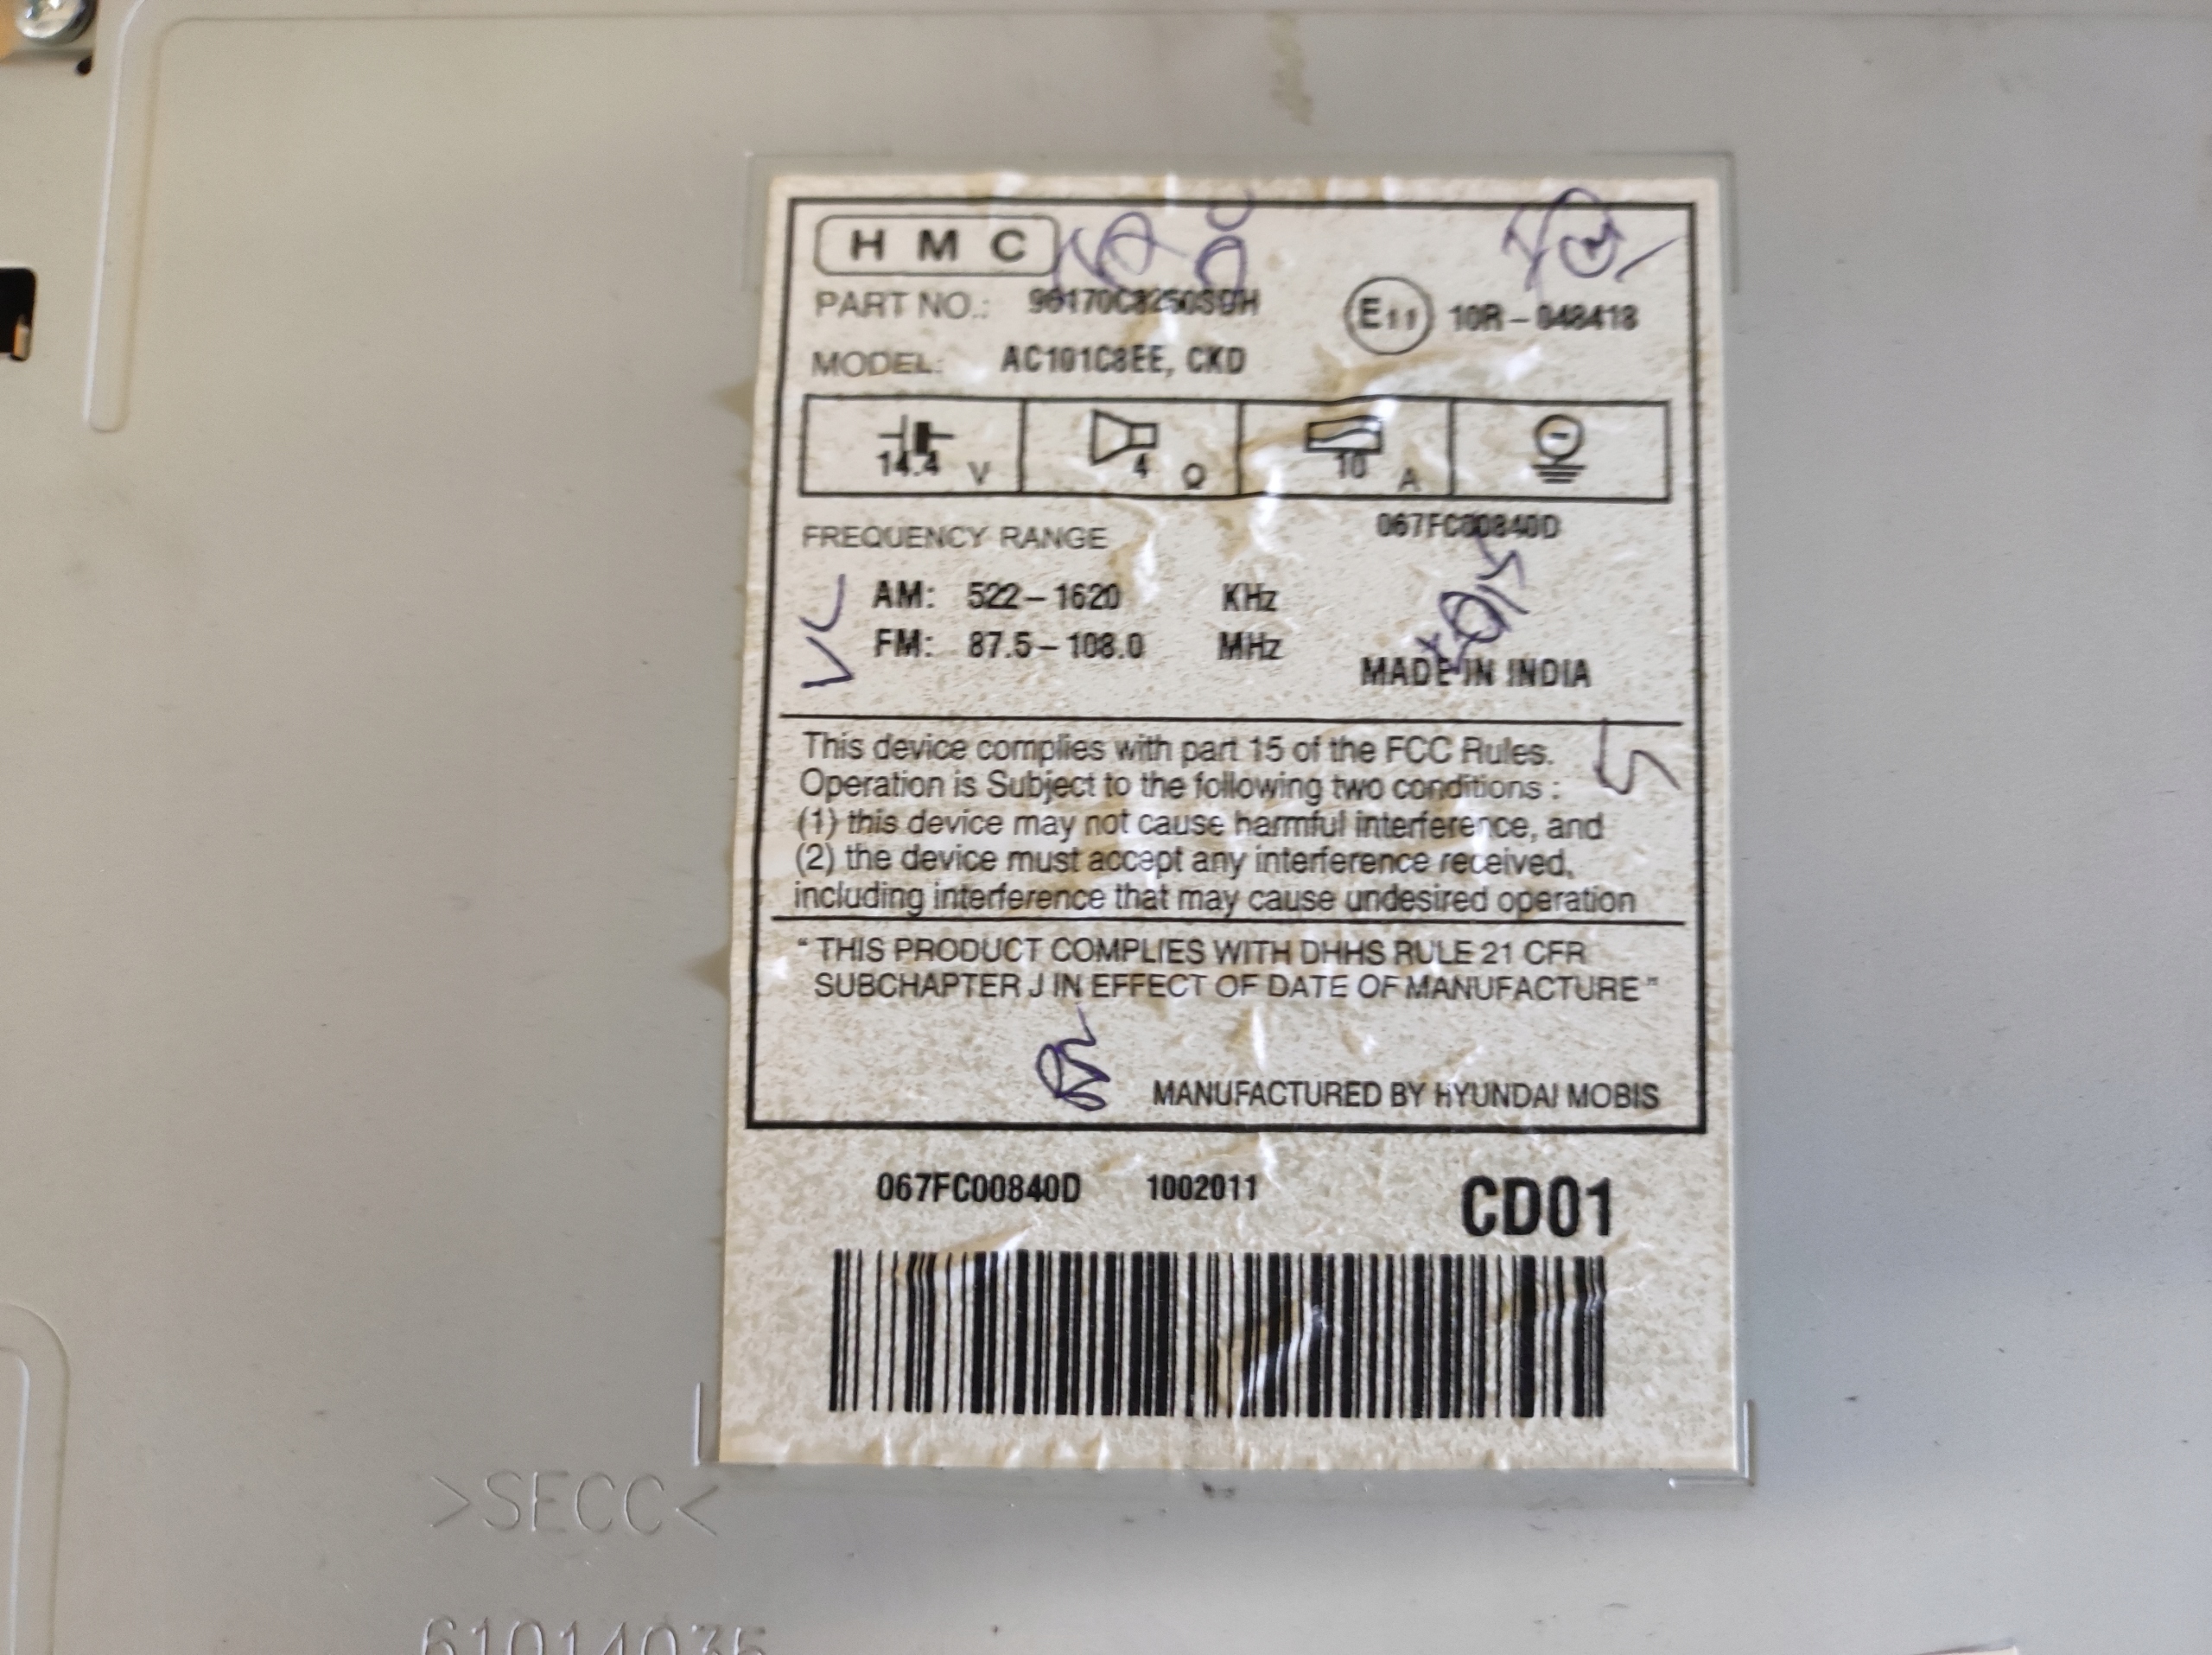 HMC
PART NO.: 96170C8250SGH
E11 10R-048418
MODEL: AC101C8EE, CKD
14.4 V 4 Ω 10 A
FREQUENCY RANGE 067FC00840D
AM: 522-1620 KHz
FM: 87.5-108.0 MHz
MADE IN INDIA
This device complies with part 15 of the FCC Rules.
Operation is Subject to the following two conditions :
(1) this device may not cause harmful interference, and
(2) the device must accept any interference received,
including interference that may cause undesired operation
" THIS PRODUCT COMPLIES WITH DHHS RULE 21 CFR
SUBCHAPTER J IN EFFECT OF DATE OF MANUFACTURE "
MANUFACTURED BY HYUNDAI MOBIS
067FC00840D 1002011 CD01
>SECC<